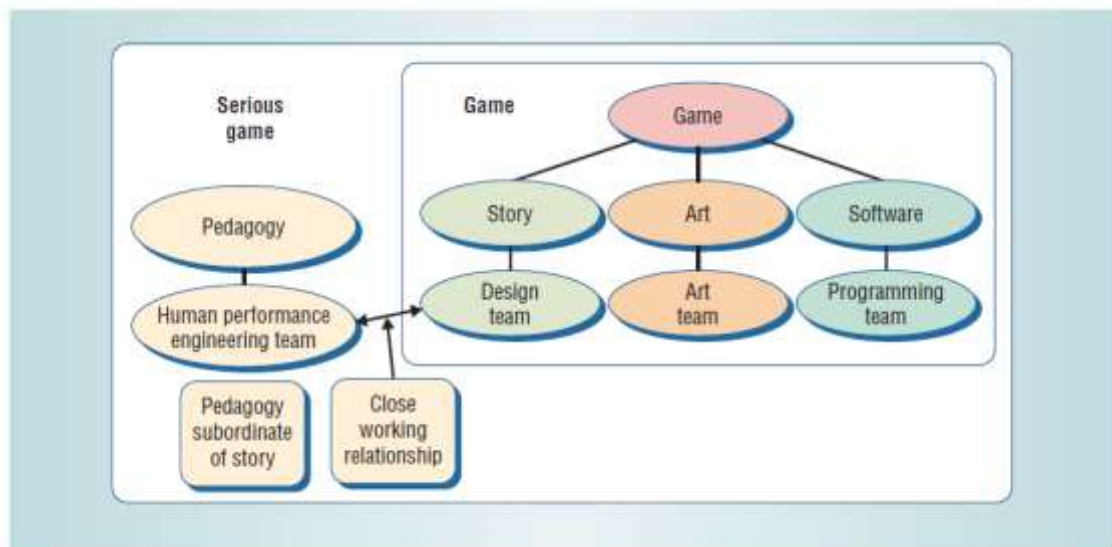 Serious
game
Game
Game
Story
Art
Software
Pedagogy
Design
team
Art
team
Programming
team
Human performance
engineering team
Pedagogy
subordinate
of story
Close
working
relationship